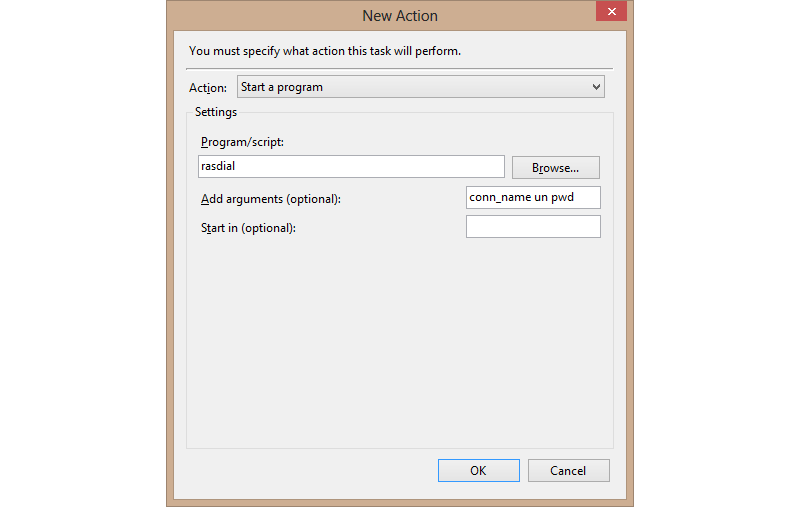 New Action
You must specify what action this task will perform.
Action: Start a program
Settings
Program/script:
rasdial Browse...
Add arguments (optional): conn_name un pwd
Start in (optional):
OK Cancel